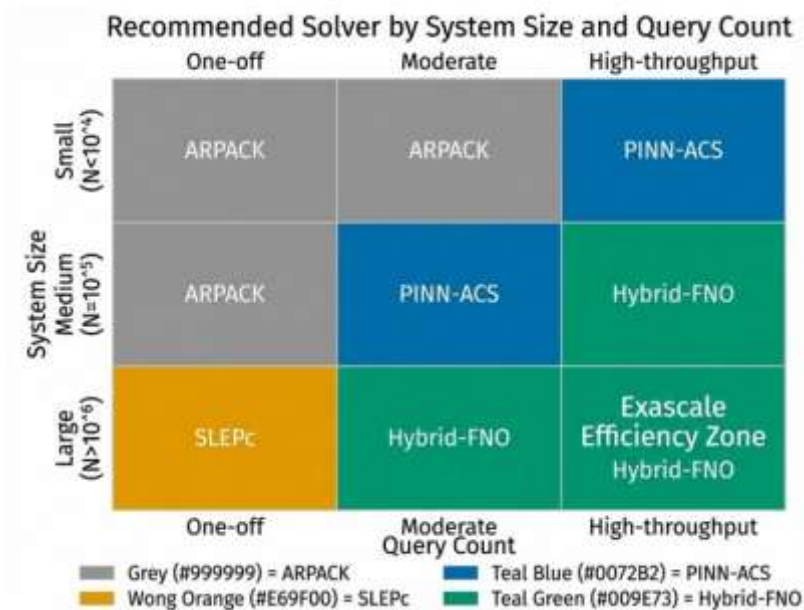 Recommended Solver by System Size and Query Count
One-off Moderate High-throughput
Small
(N<10^4)
ARPACK ARPACK PINN-ACS
System Size
Medium
(N=10^5)
ARPACK PINN-ACS Hybrid-FNO
Large
(N>10^6)
SLEPc Hybrid-FNO Exascale
Efficiency Zone
Hybrid-FNO
One-off Moderate High-throughput
Query Count
Grey (#999999) = ARPACK Teal Blue (#0072B2) = PINN-ACS
Wong Orange (#E69F00) = SLEPc Teal Green (#009E73) = Hybrid-FNO